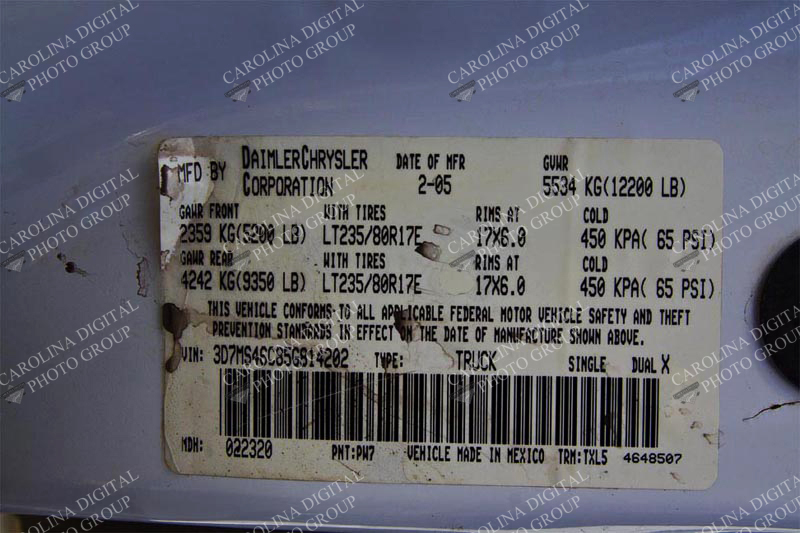 MFD BY DAIMLERCHRYSLER CORPORATION DATE OF MFR 2-05 GVWR 5534 KG(12200 LB)
GAWR FRONT WITH TIRES RIMS AT COLD
2359 KG(5200 LB) LT235/80R17E 17X6.0 450 KPA( 65 PSI)
GAWR REAR WITH TIRES RIMS AT COLD
4242 KG(9350 LB) LT235/80R17E 17X6.0 450 KPA( 65 PSI)
THIS VEHICLE CONFORMS TO ALL APPLICABLE FEDERAL MOTOR VEHICLE SAFETY AND THEFT
PREVENTION STANDARDS IN EFFECT ON THE DATE OF MANUFACTURE SHOWN ABOVE.
VIN: 3D7MS46C85G814202 TYPE: TRUCK SINGLE DUAL X
MDH: 022320 PNT:PW7 VEHICLE MADE IN MEXICO TRM:TXL5 4648507
CAROLINA DIGITAL
PHOTO GROUP